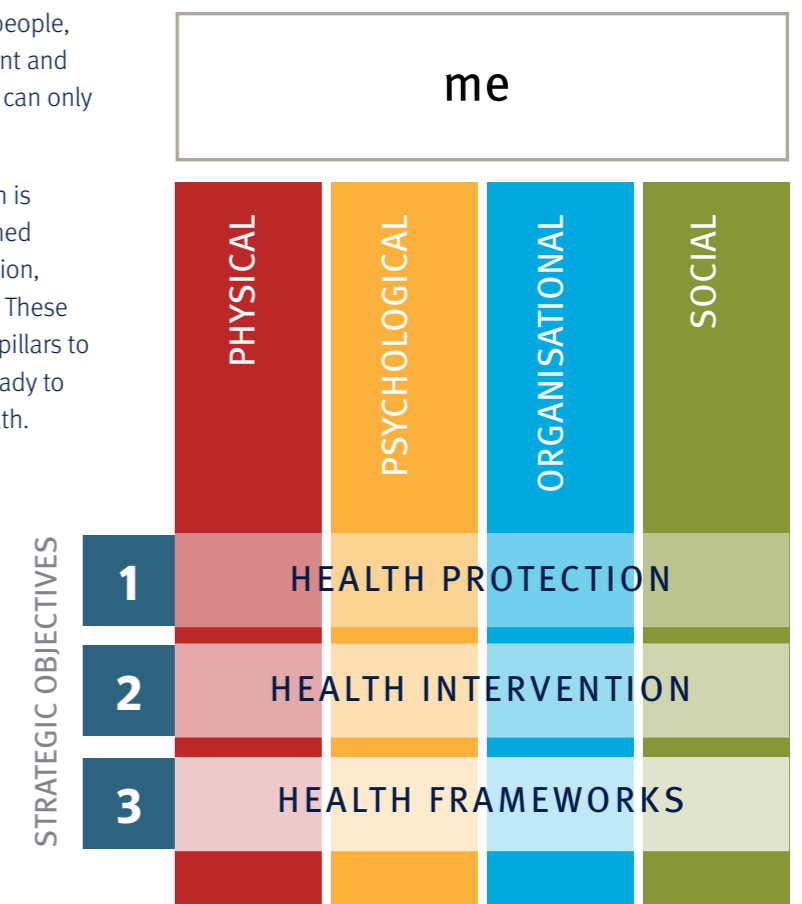 people,
nt and
can only
n is
ned
ion,
These
pillars to
ady to
th.
me
PHYSICAL
PSYCHOLOGICAL
ORGANISATIONAL
SOCIAL
STRATEGIC OBJECTIVES
1
HEALTH PROTECTION
2
HEALTH INTERVENTION
3
HEALTH FRAMEWORKS